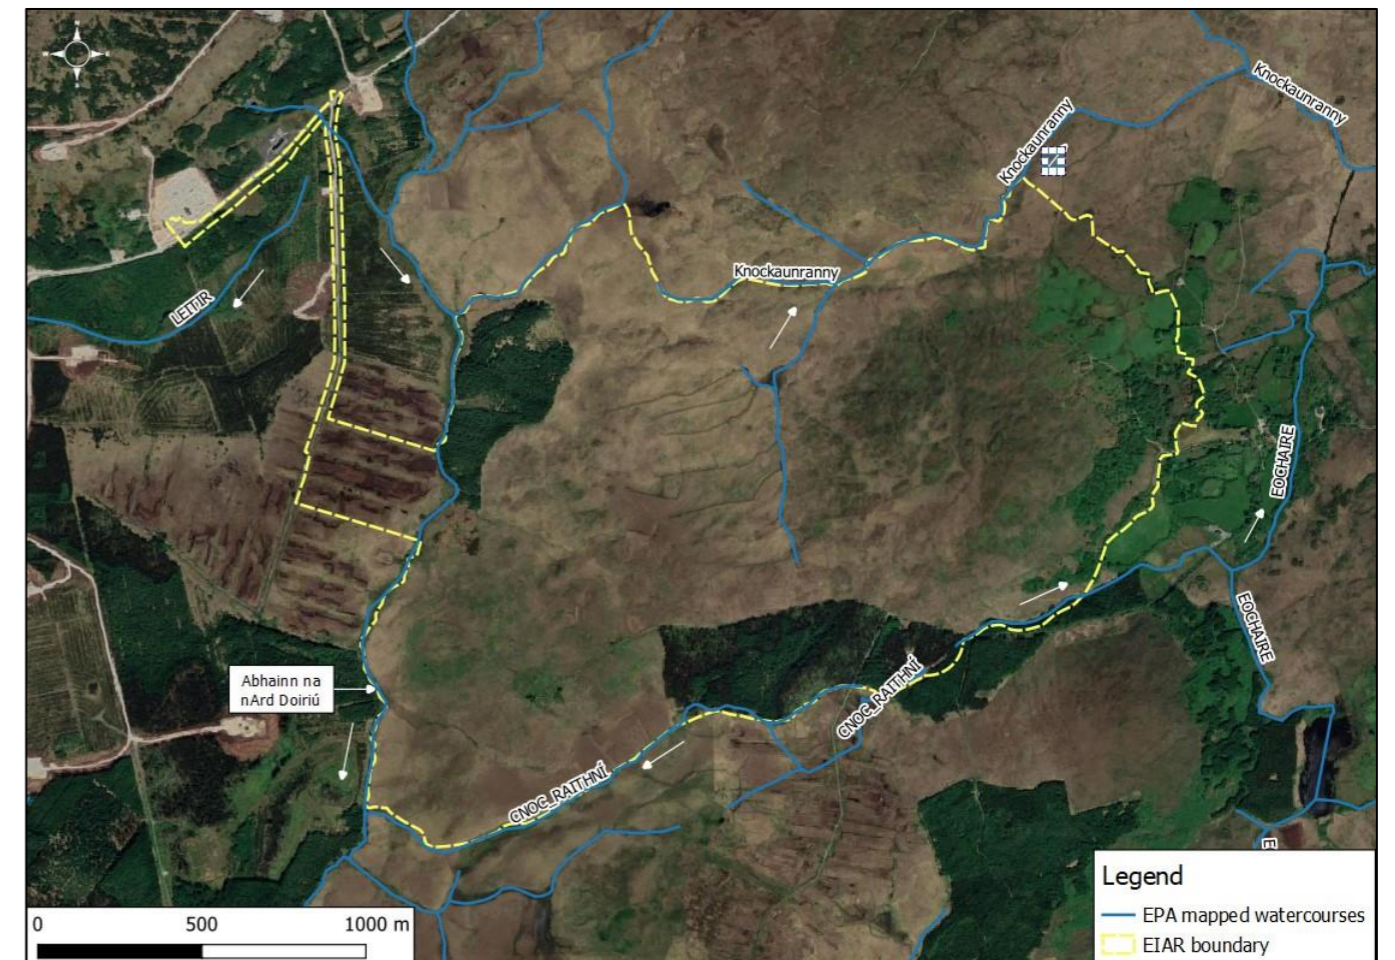 Knockaunranny
Knockaunranny
Knockaunranny
LEITIR
EOCHAIRE
EOCHAIRE
Abhainn na
nArd Doiriú
CNOC_RAITHNÍ
CNOC_RAITHNÍ
E
Legend
EPA mapped watercourses
EIAR boundary
0 500 1000 m